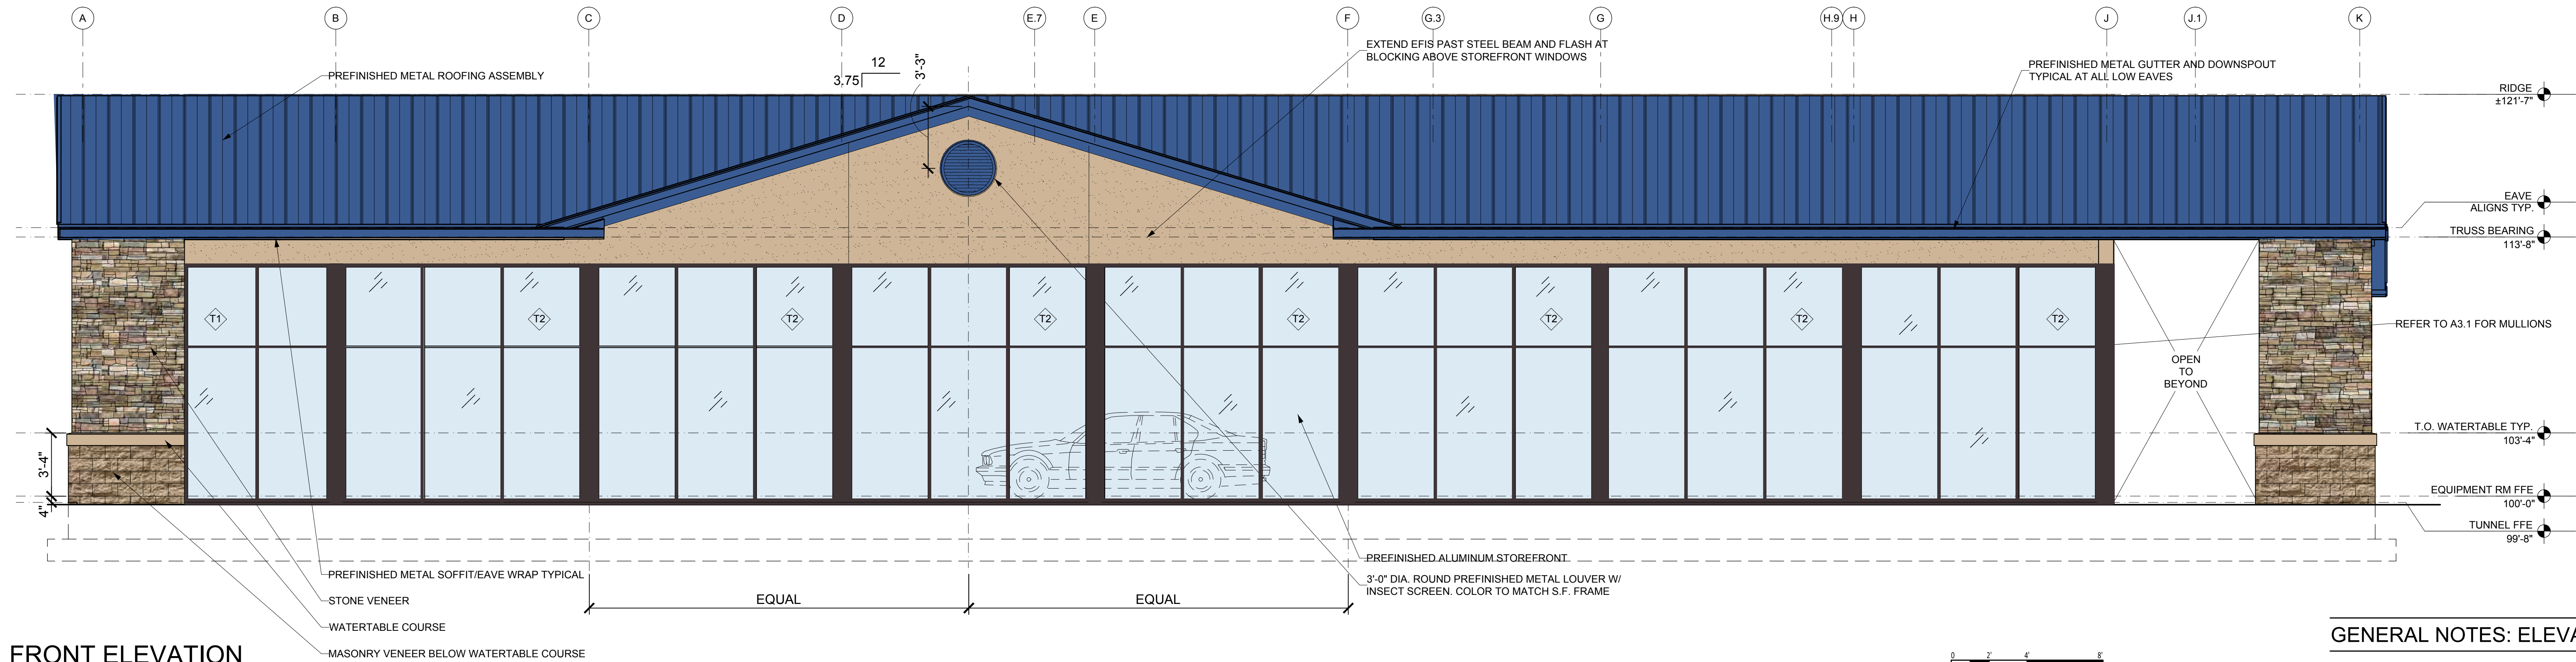 A
B
C
D
E.7
E
F
G.3
G
H.9
H
J
J.1
K
EXTEND EFIS PAST STEEL BEAM AND FLASH AT
BLOCKING ABOVE STOREFRONT WINDOWS
12
3.75
3'-3"
PREFINISHED METAL ROOFING ASSEMBLY
PREFINISHED METAL GUTTER AND DOWNSPOUT
TYPICAL AT ALL LOW EAVES
RIDGE
±121'-7"
EAVE
ALIGNS TYP.
TRUSS BEARING
113'-8"
T1
T2
T2
T2
T2
T2
T2
T2
REFER TO A3.1 FOR MULLIONS
OPEN
TO
BEYOND
T.O. WATERTABLE TYP.
103'-4"
3'-4"
4"
EQUIPMENT RM FFE
100'-0"
TUNNEL FFE
99'-8"
PREFINISHED ALUMINUM STOREFRONT
3'-0" DIA. ROUND PREFINISHED METAL LOUVER W/
INSECT SCREEN. COLOR TO MATCH S.F. FRAME
PREFINISHED METAL SOFFIT/EAVE WRAP TYPICAL
STONE VENEER
EQUAL
EQUAL
WATERTABLE COURSE
MASONRY VENEER BELOW WATERTABLE COURSE
FRONT ELEVATION
0 2' 4' 8'
GENERAL NOTES: ELEVA